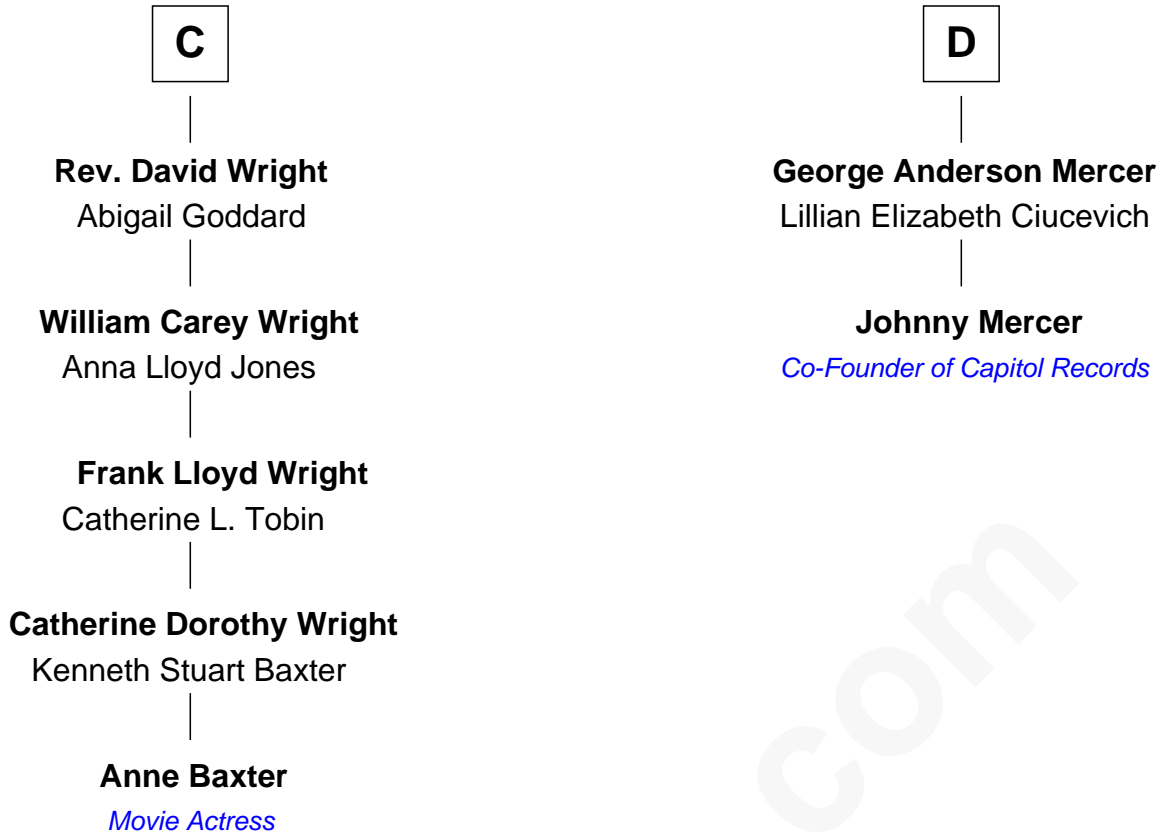 C
Rev. David Wright
Abigail Goddard
William Carey Wright
Anna Lloyd Jones
Frank Lloyd Wright
Catherine L. Tobin
Catherine Dorothy Wright
Kenneth Stuart Baxter
Anne Baxter
Movie Actress
D
George Anderson Mercer
Lillian Elizabeth Ciucevich
Johnny Mercer
Co-Founder of Capitol Records
com